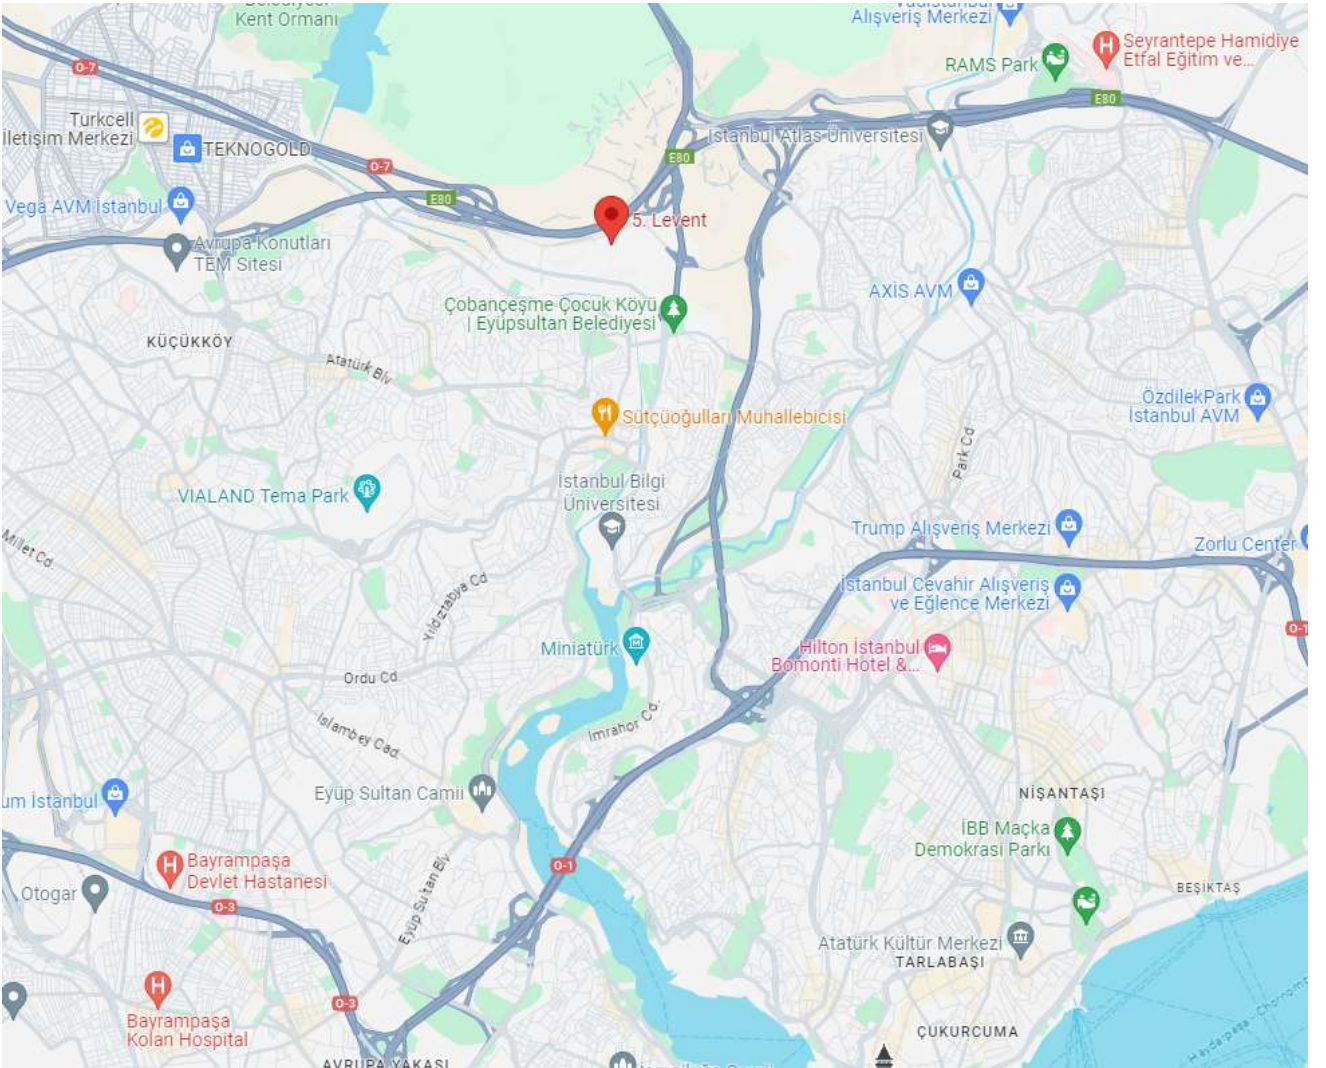 Kent Ormanı
Alışveriş Merkezi
Seyrantepe Hamidiye
Etfal Eğitim ve...
RAMS Park
O-7
E80
Turkcell
İletişim Merkezi
TEKNOGOLD
İstanbul Atlas Üniversitesi
O-7
E80
E80
Vega AVM İstanbul
5. Levent
Avrupa Konutları
TEM Sitesi
AXİS AVM
Çobançeşme Çocuk Köyü
| Eyüpsultan Belediyesi
KÜÇÜKKÖY
Atatürk Blv
ÖzdilekPark
İstanbul AVM
Sütçüoğulları Muhallebicisi
Park Cd
İstanbul Bilgi
Üniversitesi
VIALAND Tema Park
Trump Alışveriş Merkezi
Zorlu Center
Millet Cd.
İstanbul Cevahir Alışveriş
ve Eğlence Merkezi
Yıldıztabya Cd
O-1
Miniatürk
Hilton İstanbul
Bomonti Hotel &...
Ordu Cd.
İslambey Cad.
İmrahor Cd.
Eyüp Sultan Camii
um İstanbul
NİŞANTAŞI
İBB Maçka
Demokrasi Parkı
Bayrampaşa
Devlet Hastanesi
O-1
BEŞİKTAŞ
Otogar
O-3
Eyüp Sultan Blv.
Atatürk Kültür Merkezi
TARLABAŞI
O-3
Bayrampaşa
Kolan Hospital
ÇUKURCUMA
AVRUPA YAKASI